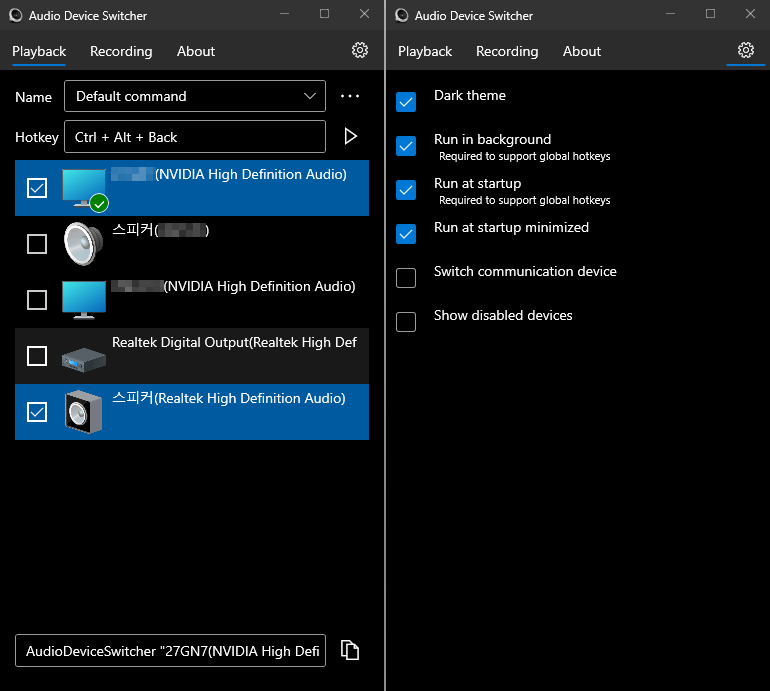 Audio Device Switcher
Playback Recording About
Name Default command
Hotkey Ctrl + Alt + Back
(NVIDIA High Definition Audio)
스피커( )
(NVIDIA High Definition Audio)
Realtek Digital Output(Realtek High Def
스피커(Realtek High Definition Audio)
AudioDeviceSwitcher "27GN7(NVIDIA High Defi
Audio Device Switcher
Playback Recording About
Dark theme
Run in background
Required to support global hotkeys
Run at startup
Required to support global hotkeys
Run at startup minimized
Switch communication device
Show disabled devices